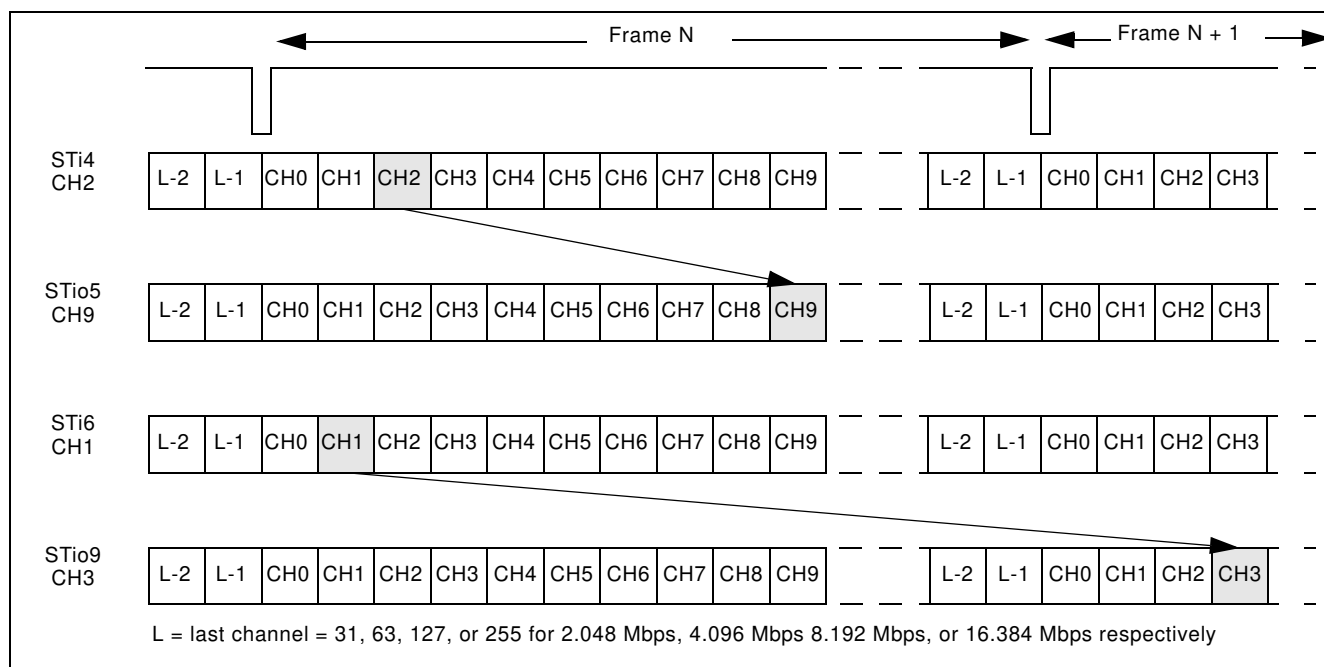 Frame N
Frame N + 1
STi4
CH2
L-2 L-1 CH0 CH1 CH2 CH3 CH4 CH5 CH6 CH7 CH8 CH9 L-2 L-1 CH0 CH1 CH2 CH3
STio5
CH9
L-2 L-1 CH0 CH1 CH2 CH3 CH4 CH5 CH6 CH7 CH8 CH9 L-2 L-1 CH0 CH1 CH2 CH3
STi6
CH1
L-2 L-1 CH0 CH1 CH2 CH3 CH4 CH5 CH6 CH7 CH8 CH9 L-2 L-1 CH0 CH1 CH2 CH3
STio9
CH3
L-2 L-1 CH0 CH1 CH2 CH3 CH4 CH5 CH6 CH7 CH8 CH9 L-2 L-1 CH0 CH1 CH2 CH3
L = last channel = 31, 63, 127, or 255 for 2.048 Mbps, 4.096 Mbps 8.192 Mbps, or 16.384 Mbps respectively